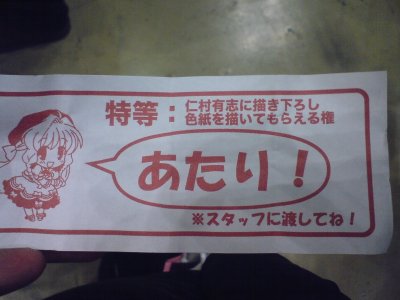 特等：仁村有志に描き下ろし
色紙を描いてもらえる権
あたり！
※スタッフに渡してね！